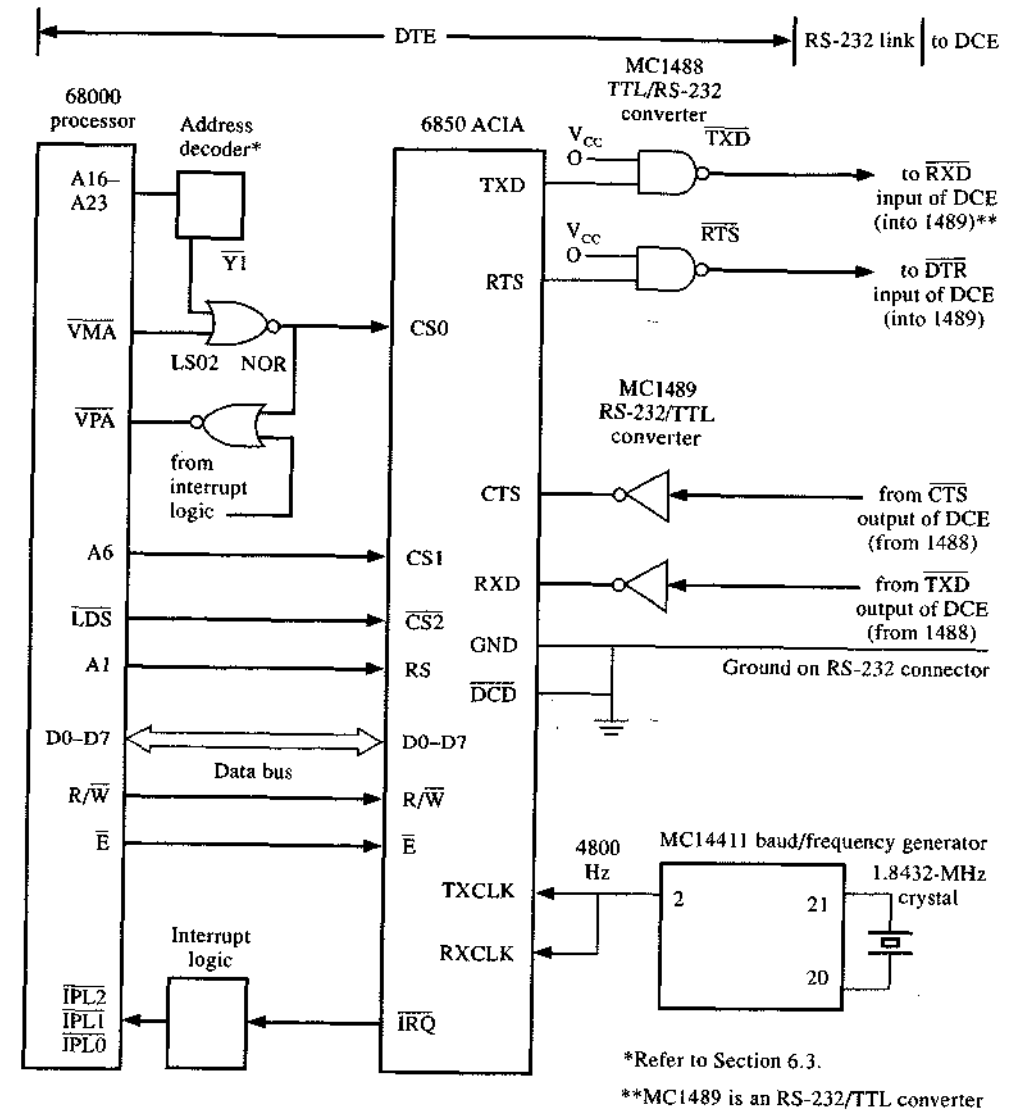 DTE
RS-232 link
to DCE
68000
processor
Address
decoder*
6850 ACIA
MC1488
TTL/RS-232
converter
A16–
A23
Y1
VMA
LS02 NOR
VPA
from
interrupt
logic
A6
LDS
A1
D0–D7
Data bus
R/W
E
Interrupt
logic
IPL2
IPL1
IPL0
TXD
RTS
CS0
CTS
CS1
RXD
CS2
GND
RS
DCD
D0–D7
R/W
E
TXCLK
RXCLK
IRQ
VCC
TXD
to RXD
input of DCE
(into 1489)**
VCC
RTS
to DTR
input of DCE
(into 1489)
MC1489
RS-232/TTL
converter
from CTS
output of DCE
(from 1488)
from TXD
output of DCE
(from 1488)
Ground on RS-232 connector
MC14411 baud/frequency generator
4800
Hz
1.8432-MHz
crystal
2
21
20
*Refer to Section 6.3.
**MC1489 is an RS-232/TTL converter